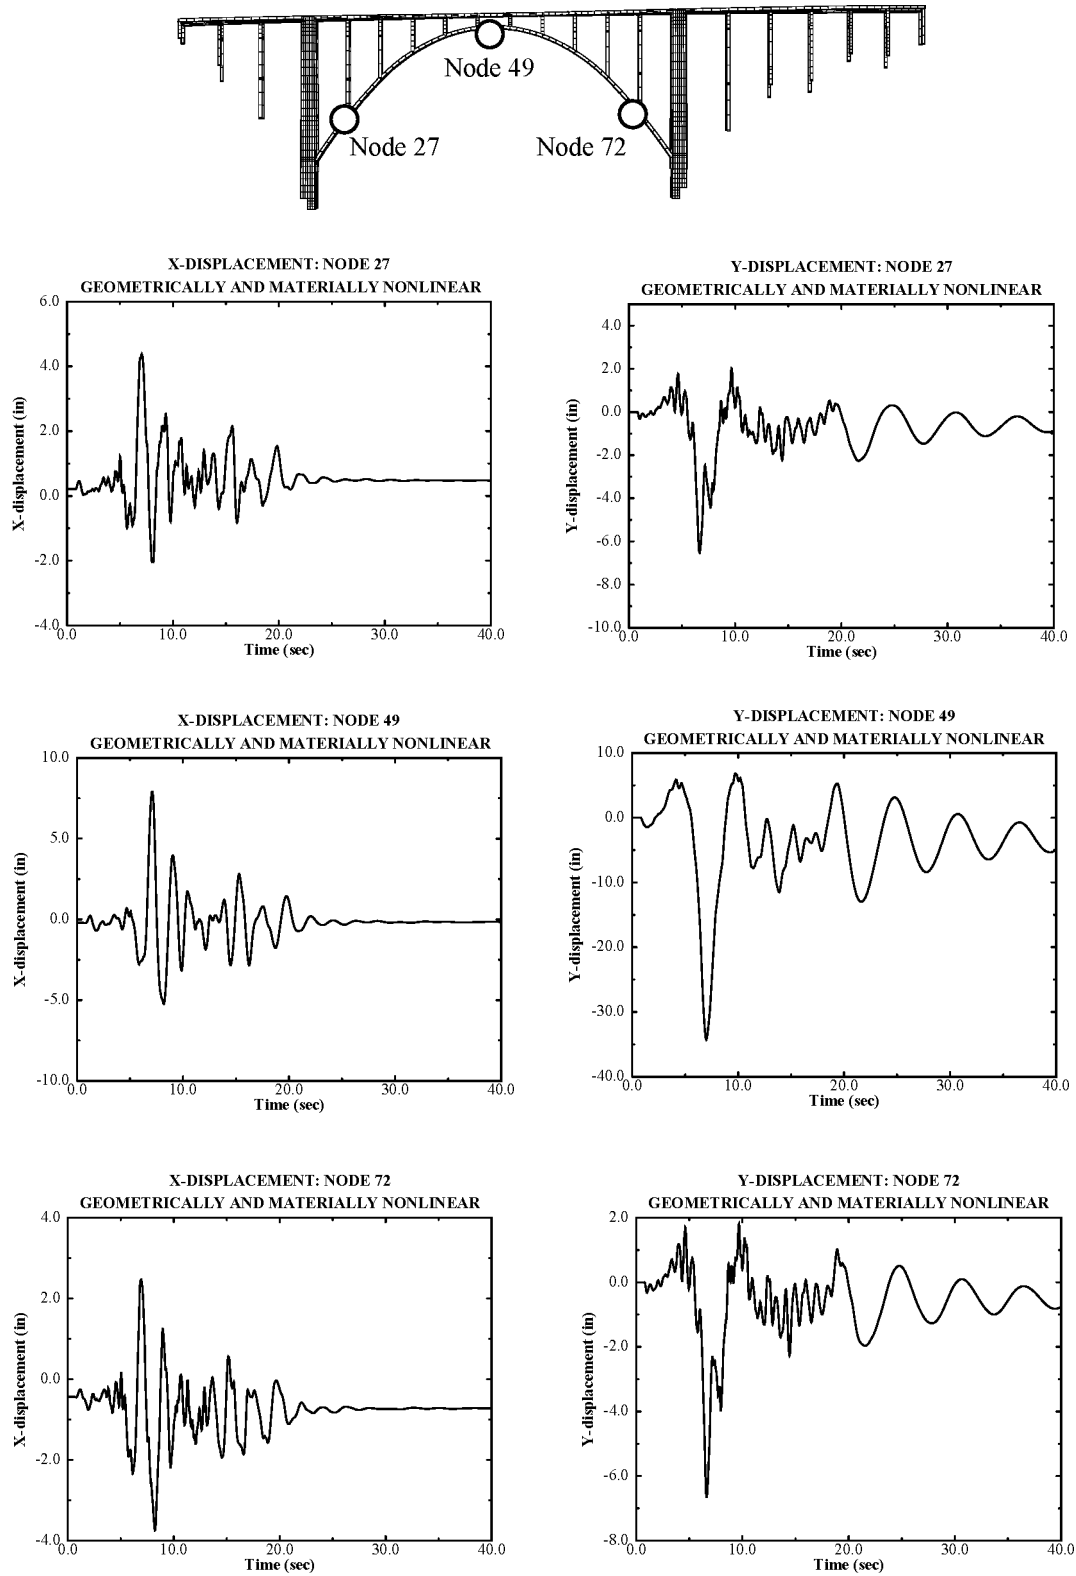 Node 49
Node 27
Node 72
X-DISPLACEMENT: NODE 27
GEOMETRICALLY AND MATERIALLY NONLINEAR
6.0
4.0
2.0
0.0
-2.0
-4.0
X-displacement (in)
0.0 10.0 20.0 30.0 40.0
Time (sec)
Y-DISPLACEMENT: NODE 27
GEOMETRICALLY AND MATERIALLY NONLINEAR
4.0
2.0
0.0
-2.0
-4.0
-6.0
-8.0
-10.0
Y-displacement (in)
0.0 10.0 20.0 30.0 40.0
Time (sec)
X-DISPLACEMENT: NODE 49
GEOMETRICALLY AND MATERIALLY NONLINEAR
10.0
5.0
0.0
-5.0
-10.0
X-displacement (in)
0.0 10.0 20.0 30.0 40.0
Time (sec)
Y-DISPLACEMENT: NODE 49
GEOMETRICALLY AND MATERIALLY NONLINEAR
10.0
0.0
-10.0
-20.0
-30.0
-40.0
Y-displacement (in)
0.0 10.0 20.0 30.0 40.0
Time (sec)
X-DISPLACEMENT: NODE 72
GEOMETRICALLY AND MATERIALLY NONLINEAR
4.0
2.0
0.0
-2.0
-4.0
X-displacement (in)
0.0 10.0 20.0 30.0 40.0
Time (sec)
Y-DISPLACEMENT: NODE 72
GEOMETRICALLY AND MATERIALLY NONLINEAR
2.0
0.0
-2.0
-4.0
-6.0
-8.0
Y-displacement (in)
0.0 10.0 20.0 30.0 40.0
Time (sec)